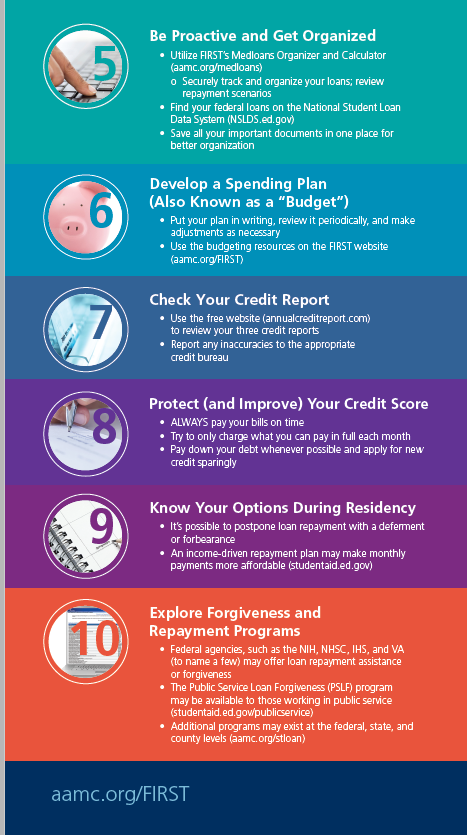 5
Be Proactive and Get Organized
• Utilize FIRST's Medloans Organizer and Calculator
(aamc.org/medloans)
o Securely track and organize your loans; review
repayment scenarios
• Find your federal loans on the National Student Loan
Data System (NSLDS.ed.gov)
• Save all your important documents in one place for
better organization
6
Develop a Spending Plan
(Also Known as a “Budget”)
• Put your plan in writing, review it periodically, and make
adjustments as necessary
• Use the budgeting resources on the FIRST website
(aamc.org/FIRST)
7
Check Your Credit Report
• Use the free website (annualcreditreport.com)
to review your three credit reports
• Report any inaccuracies to the appropriate
credit bureau
8
Protect (and Improve) Your Credit Score
• ALWAYS pay your bills on time
• Try to only charge what you can pay in full each month
• Pay down your debt whenever possible and apply for new
credit sparingly
9
Know Your Options During Residency
• It's possible to postpone loan repayment with a deferment
or forbearance
• An income-driven repayment plan may make monthly
payments more affordable (studentaid.ed.gov)
10
Explore Forgiveness and
Repayment Programs
• Federal agencies, such as the NIH, NHSC, IHS, and VA
(to name a few) may offer loan repayment assistance
or forgiveness
• The Public Service Loan Forgiveness (PSLF) program
may be available to those working in public service
(studentaid.ed.gov/publicservice)
• Additional programs may exist at the federal, state, and
county levels (aamc.org/stloan)
aamc.org/FIRST